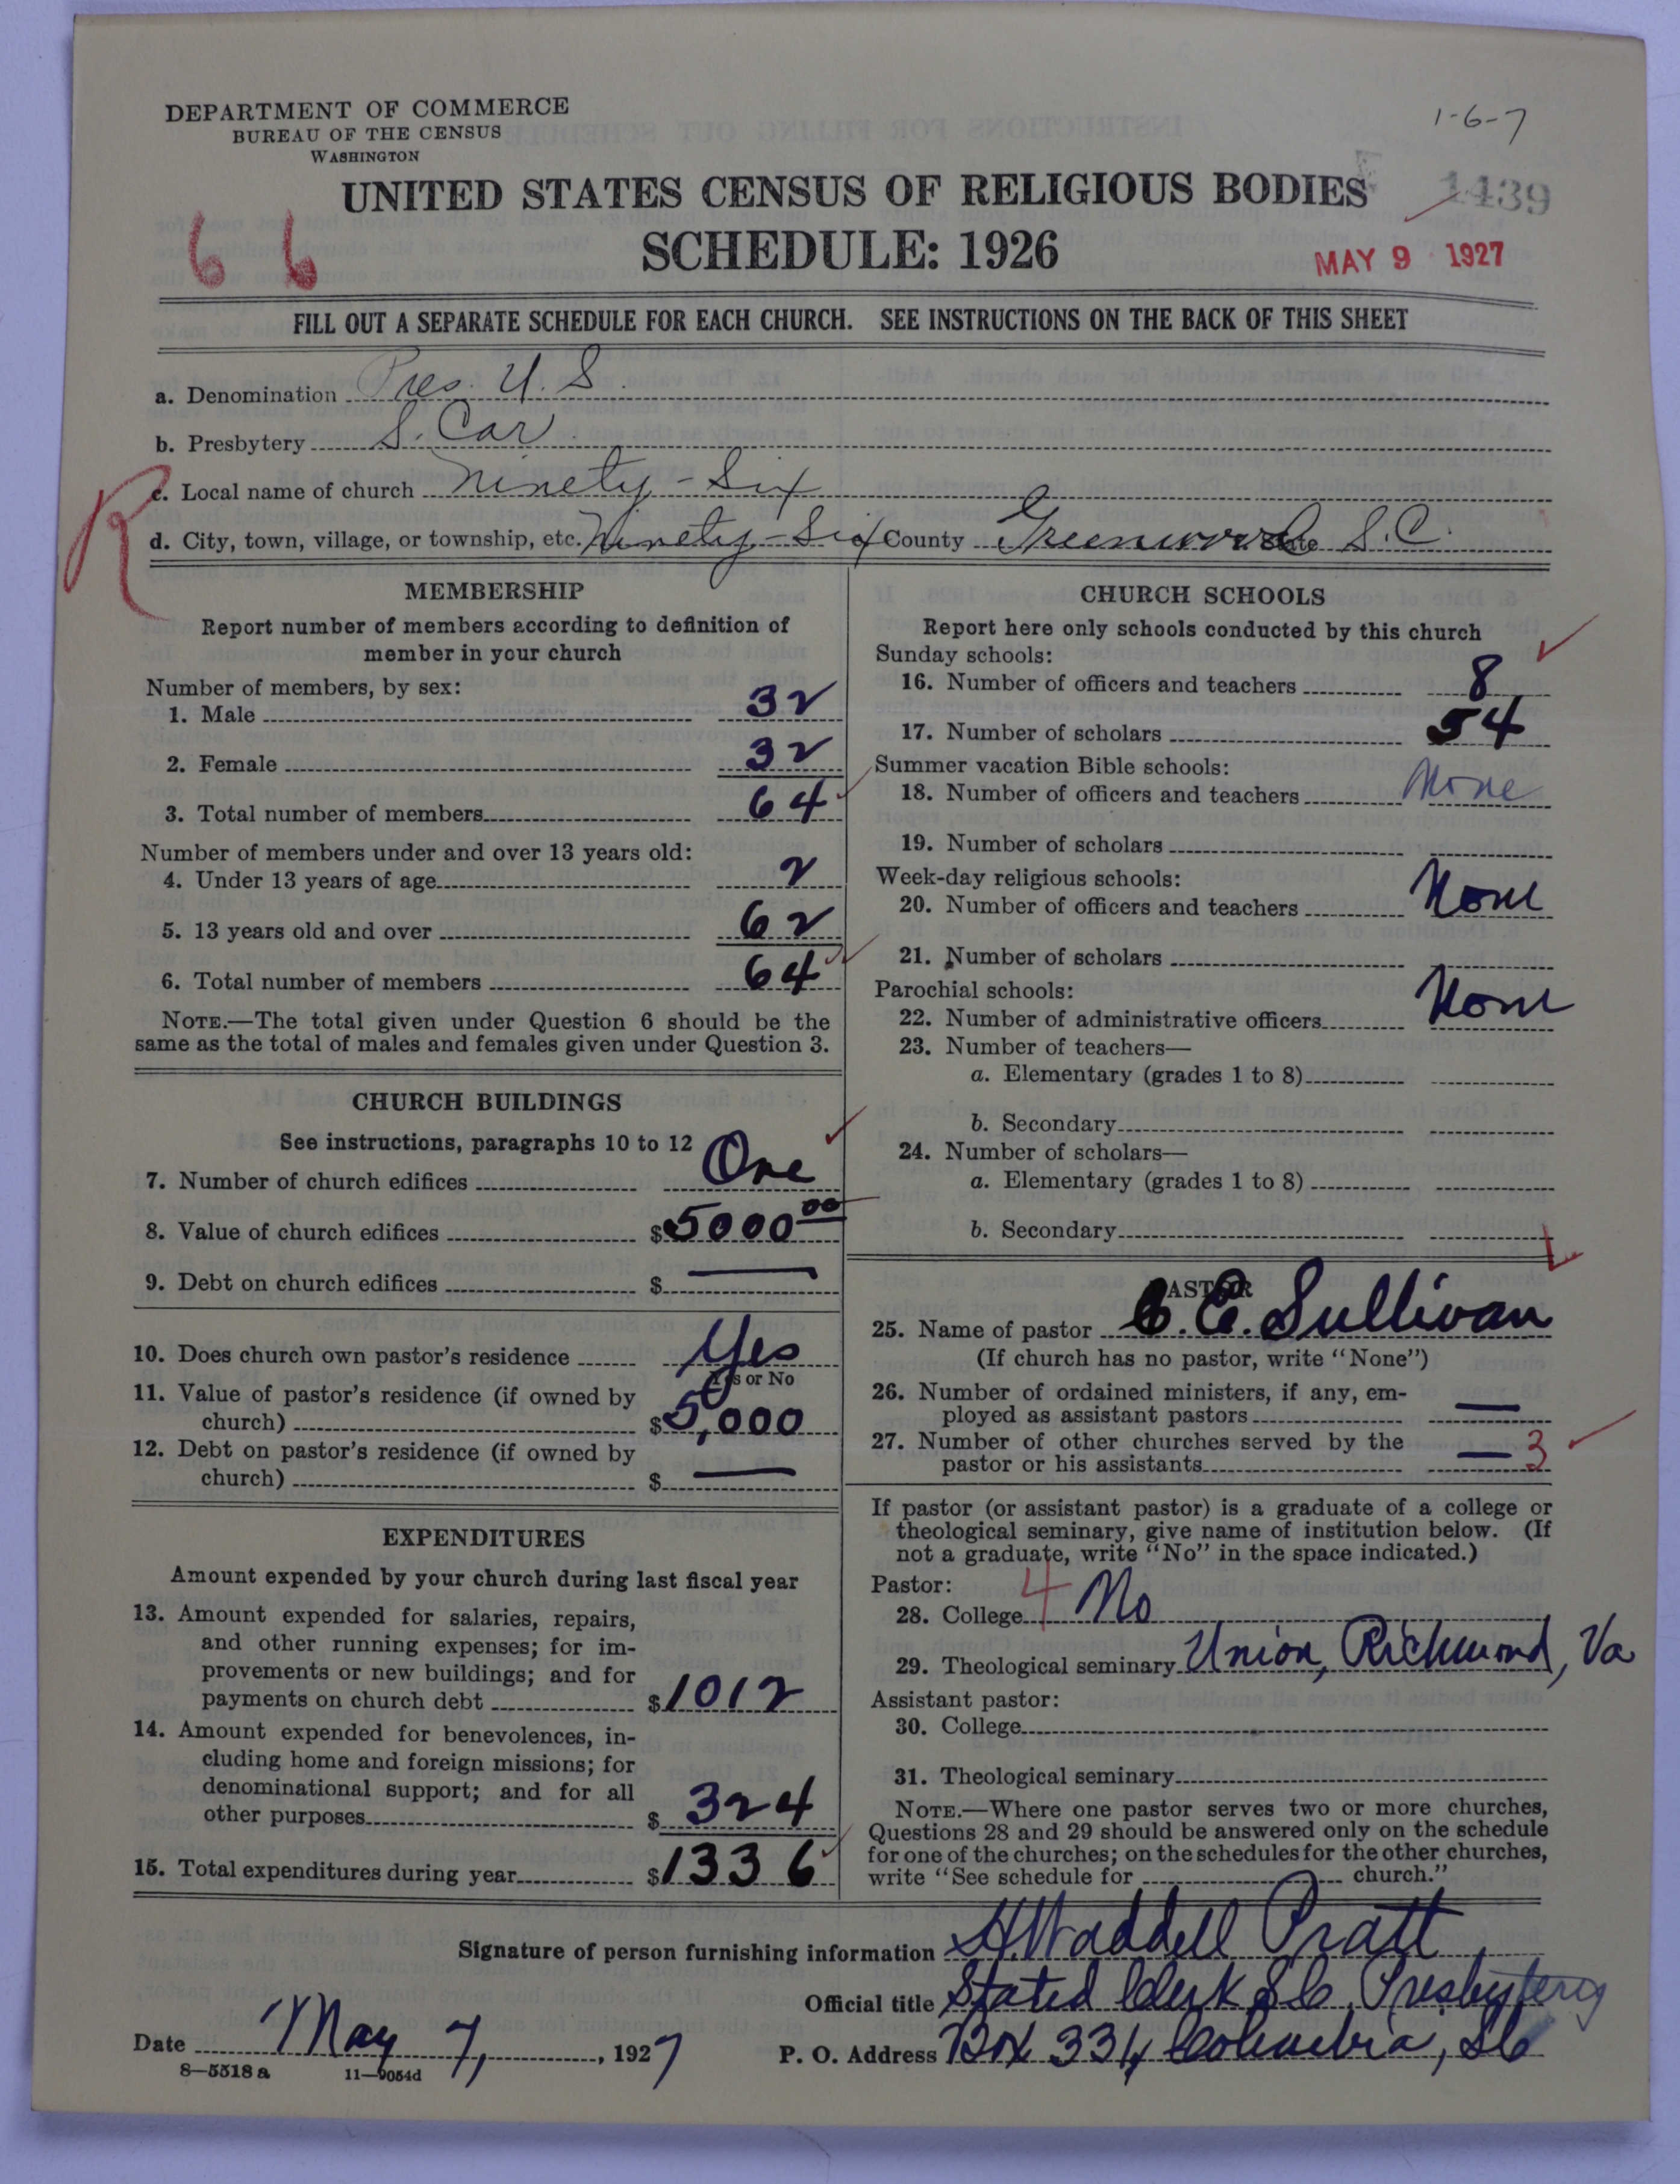 DEPARTMENT OF COMMERCE
BUREAU OF THE CENSUS
WASHINGTON
1-6-7
UNITED STATES CENSUS OF RELIGIOUS BODIES
1439
SCHEDULE: 1926
6 6
MAY 9 1927
FILL OUT A SEPARATE SCHEDULE FOR EACH CHURCH. SEE INSTRUCTIONS ON THE BACK OF THIS SHEET
a. Denomination Pres. U. S.
b. Presbytery S. Car.
R
c. Local name of church Ninety-Six
d. City, town, village, or township, etc. Ninety-Six County Greenwood State S.C.
MEMBERSHIP
Report number of members according to definition of
member in your church
Number of members, by sex:
1. Male 32
2. Female 32
3. Total number of members 64
Number of members under and over 13 years old:
4. Under 13 years of age 2
5. 13 years old and over 62
6. Total number of members 64
NOTE.—The total given under Question 6 should be the
same as the total of males and females given under Question 3.
CHURCH BUILDINGS
See instructions, paragraphs 10 to 12
7. Number of church edifices One
8. Value of church edifices $5000 00
9. Debt on church edifices $ —
10. Does church own pastor's residence Yes
Yes or No
11. Value of pastor's residence (if owned by
church) $5,000
12. Debt on pastor's residence (if owned by
church) $ —
EXPENDITURES
Amount expended by your church during last fiscal year
13. Amount expended for salaries, repairs,
and other running expenses; for im-
provements or new buildings; and for
payments on church debt $1012
14. Amount expended for benevolences, in-
cluding home and foreign missions; for
denominational support; and for all
other purposes $324
15. Total expenditures during year $1336
CHURCH SCHOOLS
Report here only schools conducted by this church
Sunday schools:
16. Number of officers and teachers 8
17. Number of scholars 54
Summer vacation Bible schools:
18. Number of officers and teachers None
19. Number of scholars
Week-day religious schools:
20. Number of officers and teachers None
21. Number of scholars
Parochial schools:
22. Number of administrative officers None
23. Number of teachers—
a. Elementary (grades 1 to 8)
b. Secondary
24. Number of scholars—
a. Elementary (grades 1 to 8)
b. Secondary
PASTOR
25. Name of pastor C. E. Sullivan
(If church has no pastor, write "None")
26. Number of ordained ministers, if any, em-
ployed as assistant pastors —
27. Number of other churches served by the
pastor or his assistants — 3
If pastor (or assistant pastor) is a graduate of a college or
theological seminary, give name of institution below. (If
not a graduate, write "No" in the space indicated.)
Pastor:
28. College 4 No
29. Theological seminary Union, Richmond, Va
Assistant pastor:
30. College
31. Theological seminary
NOTE.—Where one pastor serves two or more churches,
Questions 28 and 29 should be answered only on the schedule
for one of the churches; on the schedules for the other churches,
write "See schedule for church."
Signature of person furnishing information H. Waddell Pratt
Official title Stated Clerk S C Presbytery
Date May 7, 1927 P. O. Address Box 334 Columbia, S C
8—5518 a 11—9054d